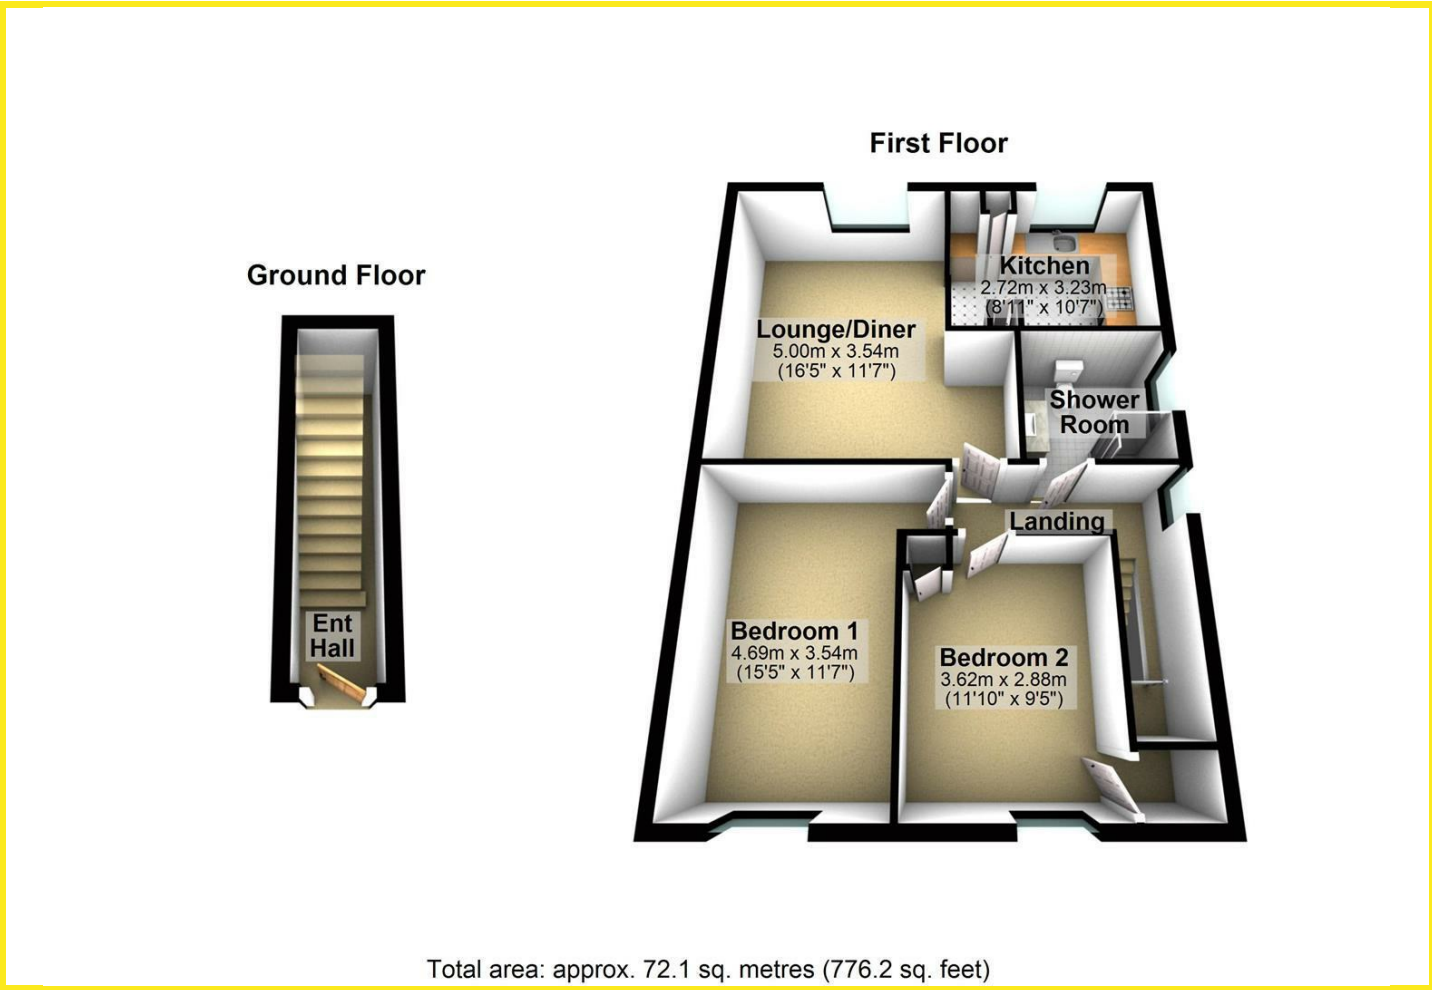 First Floor
Ground Floor
Kitchen
2.72m x 3.23m
(8'11" x 10'7")
Lounge/Diner
5.00m x 3.54m
(16'5" x 11'7")
Shower
Room
Landing
Ent
Hall
Bedroom 1
4.69m x 3.54m
(15'5" x 11'7")
Bedroom 2
3.62m x 2.88m
(11'10" x 9'5")
Total area: approx. 72.1 sq. metres (776.2 sq. feet)